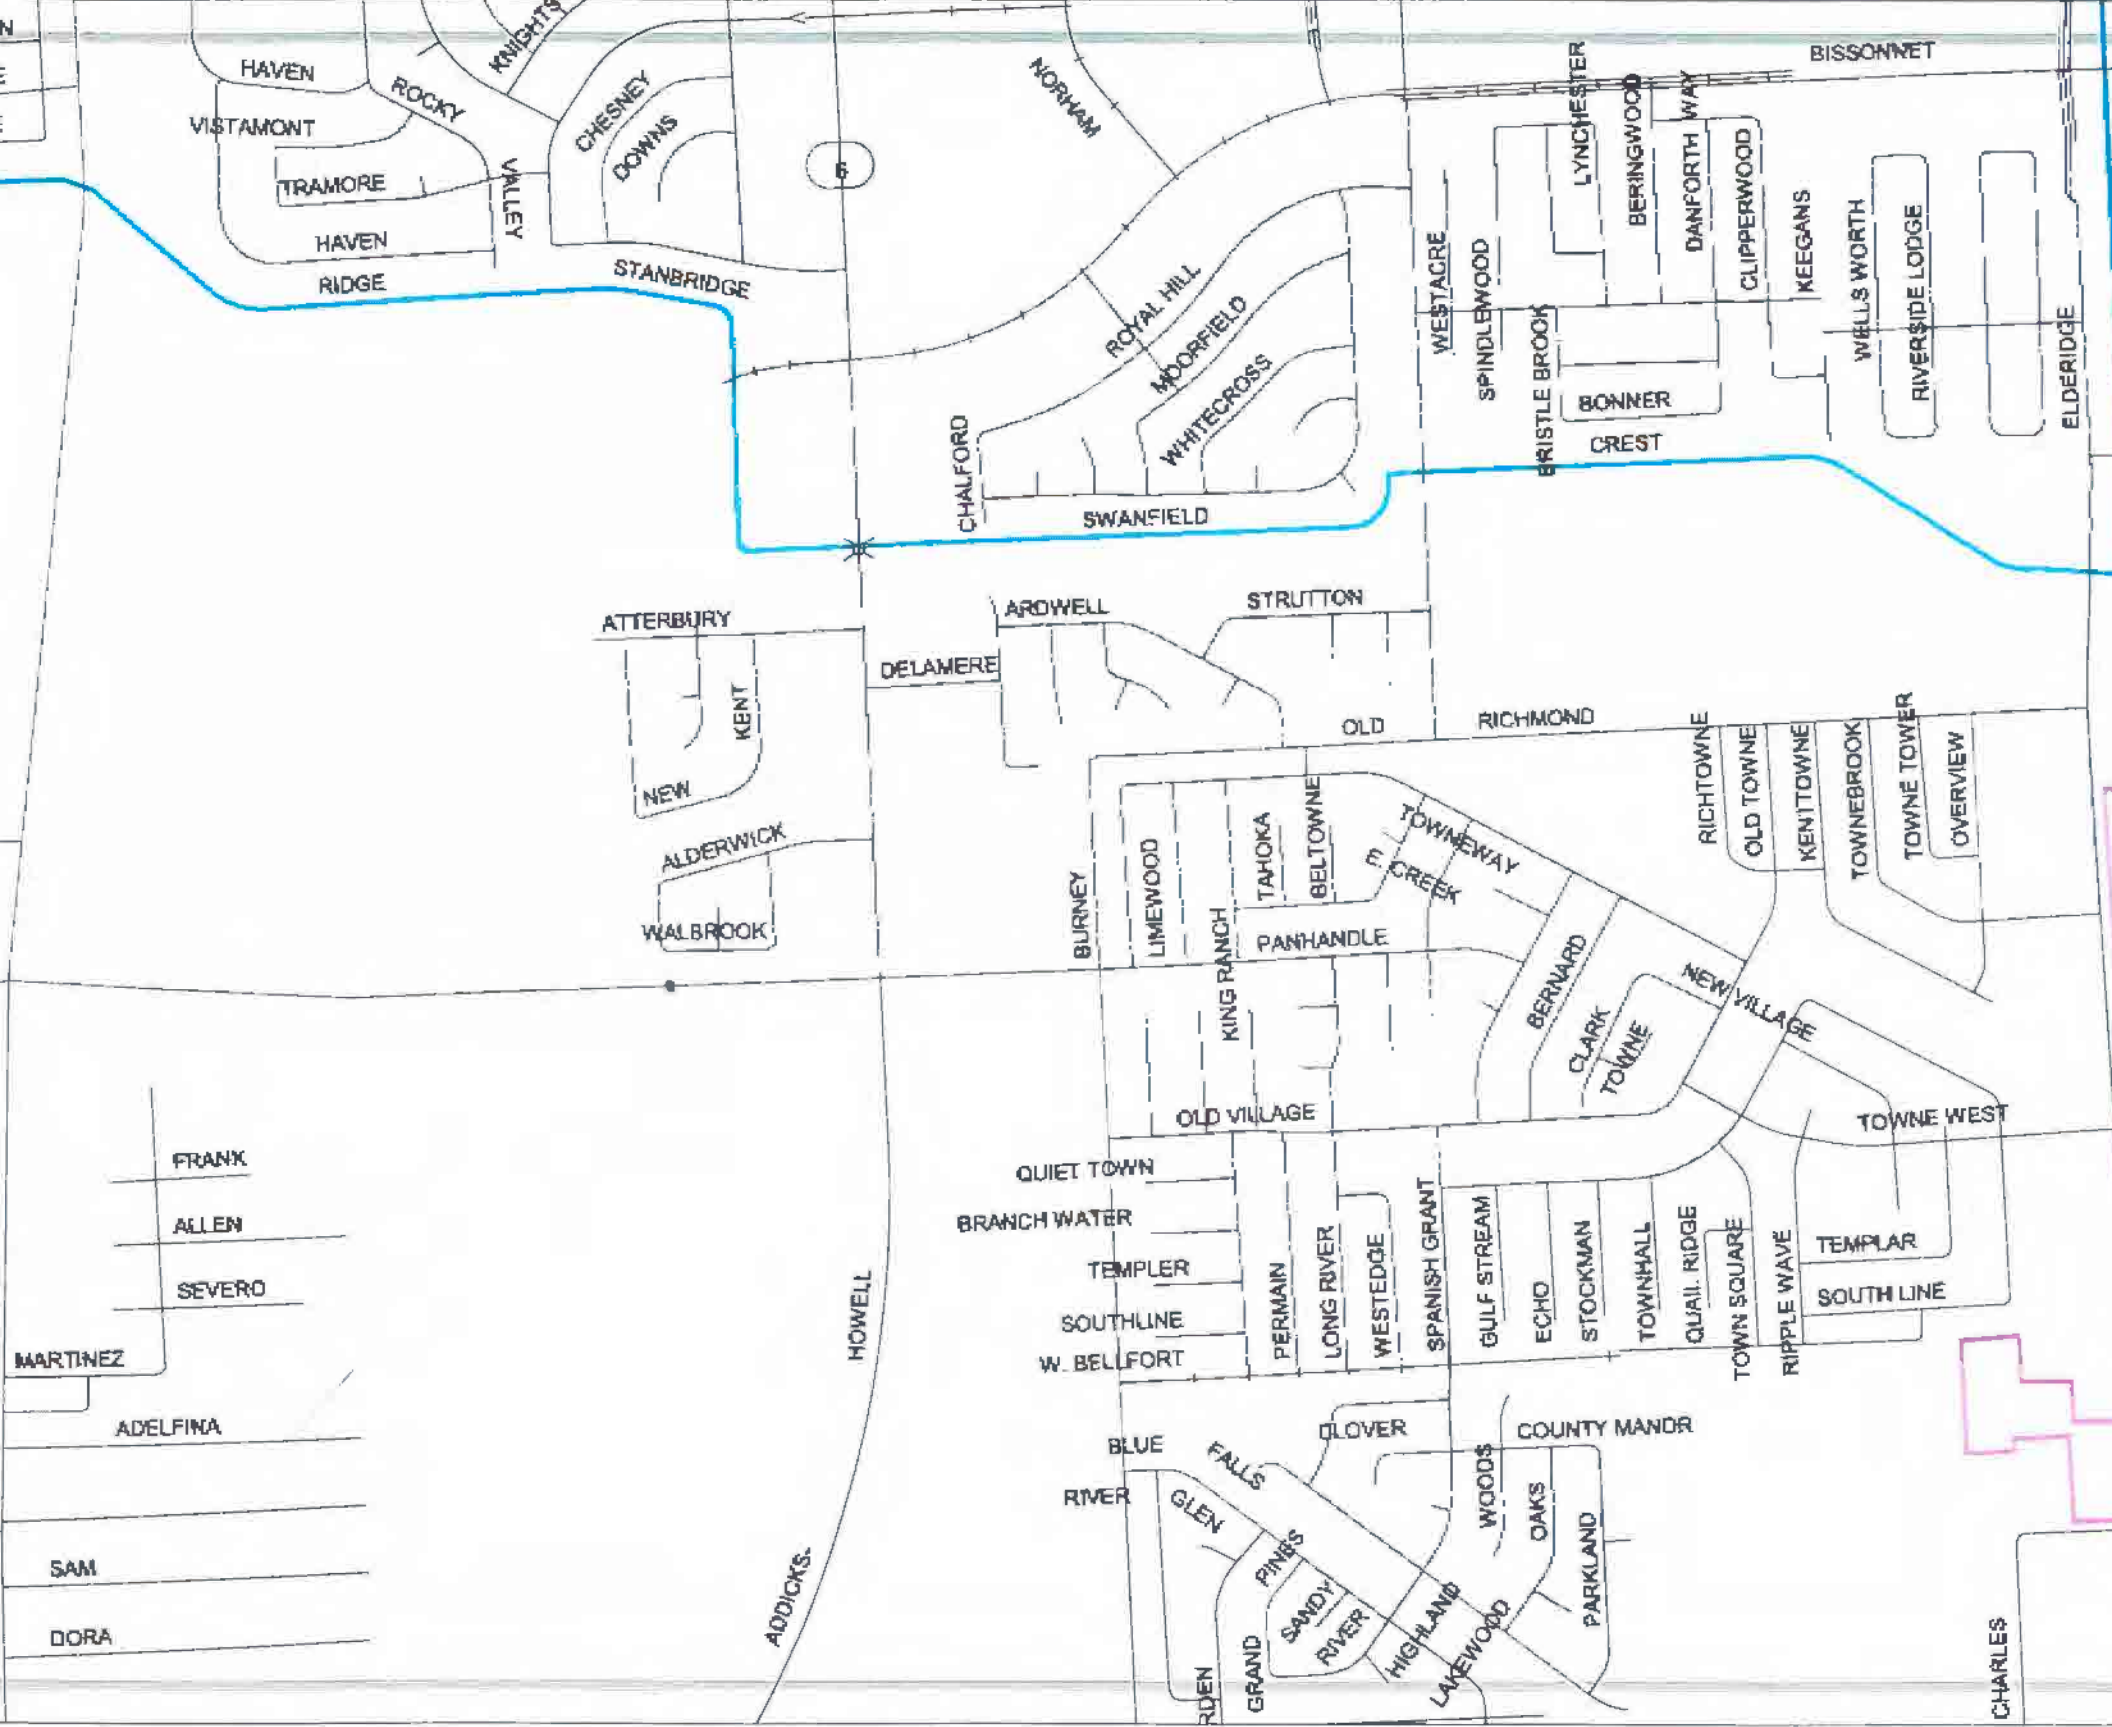 N
E
E
HAVEN
KNIGHTS
ROCKY
VISTAMONT
TRAMORE
VALLEY
HAVEN
RIDGE
CHESNEY
DOWNS
STANBRIDGE
6
NORHAM
BISSONNET
LYNCHESTER
BERINGWOOD
DANFORTH WAY
CLIPPERWOOD
KEEGANS
WELLS WORTH
RIVERSIDE LODGE
ELDERIDGE
WESTACRE
SPINDLEWOOD
BRISTLE BROOK
BONNER
CREST
ROYAL HILL
MOORFIELD
WHITECROSS
CHALFORD
SWANFIELD
ATTERBURY
KENT
NEW
DELAMERE
ARDWELL
STRUTTON
OLD
RICHMOND
RICHTOWNE
OLD TOWNE
KENTTOWNE
TOWNEBROOK
TOWNE TOWER
OVERVIEW
ALDERWICK
WALBROOK
BURNEY
LIMEWOOD
KING RANCH
TAHOKA
BELTOWNE
TOWNEWAY
E. CREEK
PANHANDLE
BERNARD
CLARK
TOWNE
NEW VILLAGE
OLD VILLAGE
TOWNE WEST
FRANK
ALLEN
SEVERO
MARTINEZ
ADELFINA
SAM
DORA
HOWELL
ADDICKS-
QUIET TOWN
BRANCH WATER
TEMPLER
SOUTHLINE
W. BELLFORT
PERMAIN
LONG RIVER
WESTEDGE
SPANISH GRANT
GULF STREAM
ECHO
STOCKMAN
TOWNHALL
QUAIL RIDGE
TOWN SQUARE
RIPPLE WAVE
TEMPLAR
SOUTH LINE
BLUE
RIVER
FALLS
GLEN
CLOVER
COUNTY MANOR
WOODS
OAKS
PARKLAND
PINES
SANDY
RIVER
HIGHLAND
LAKEWOOD
GRAND
RDEN
CHARLES